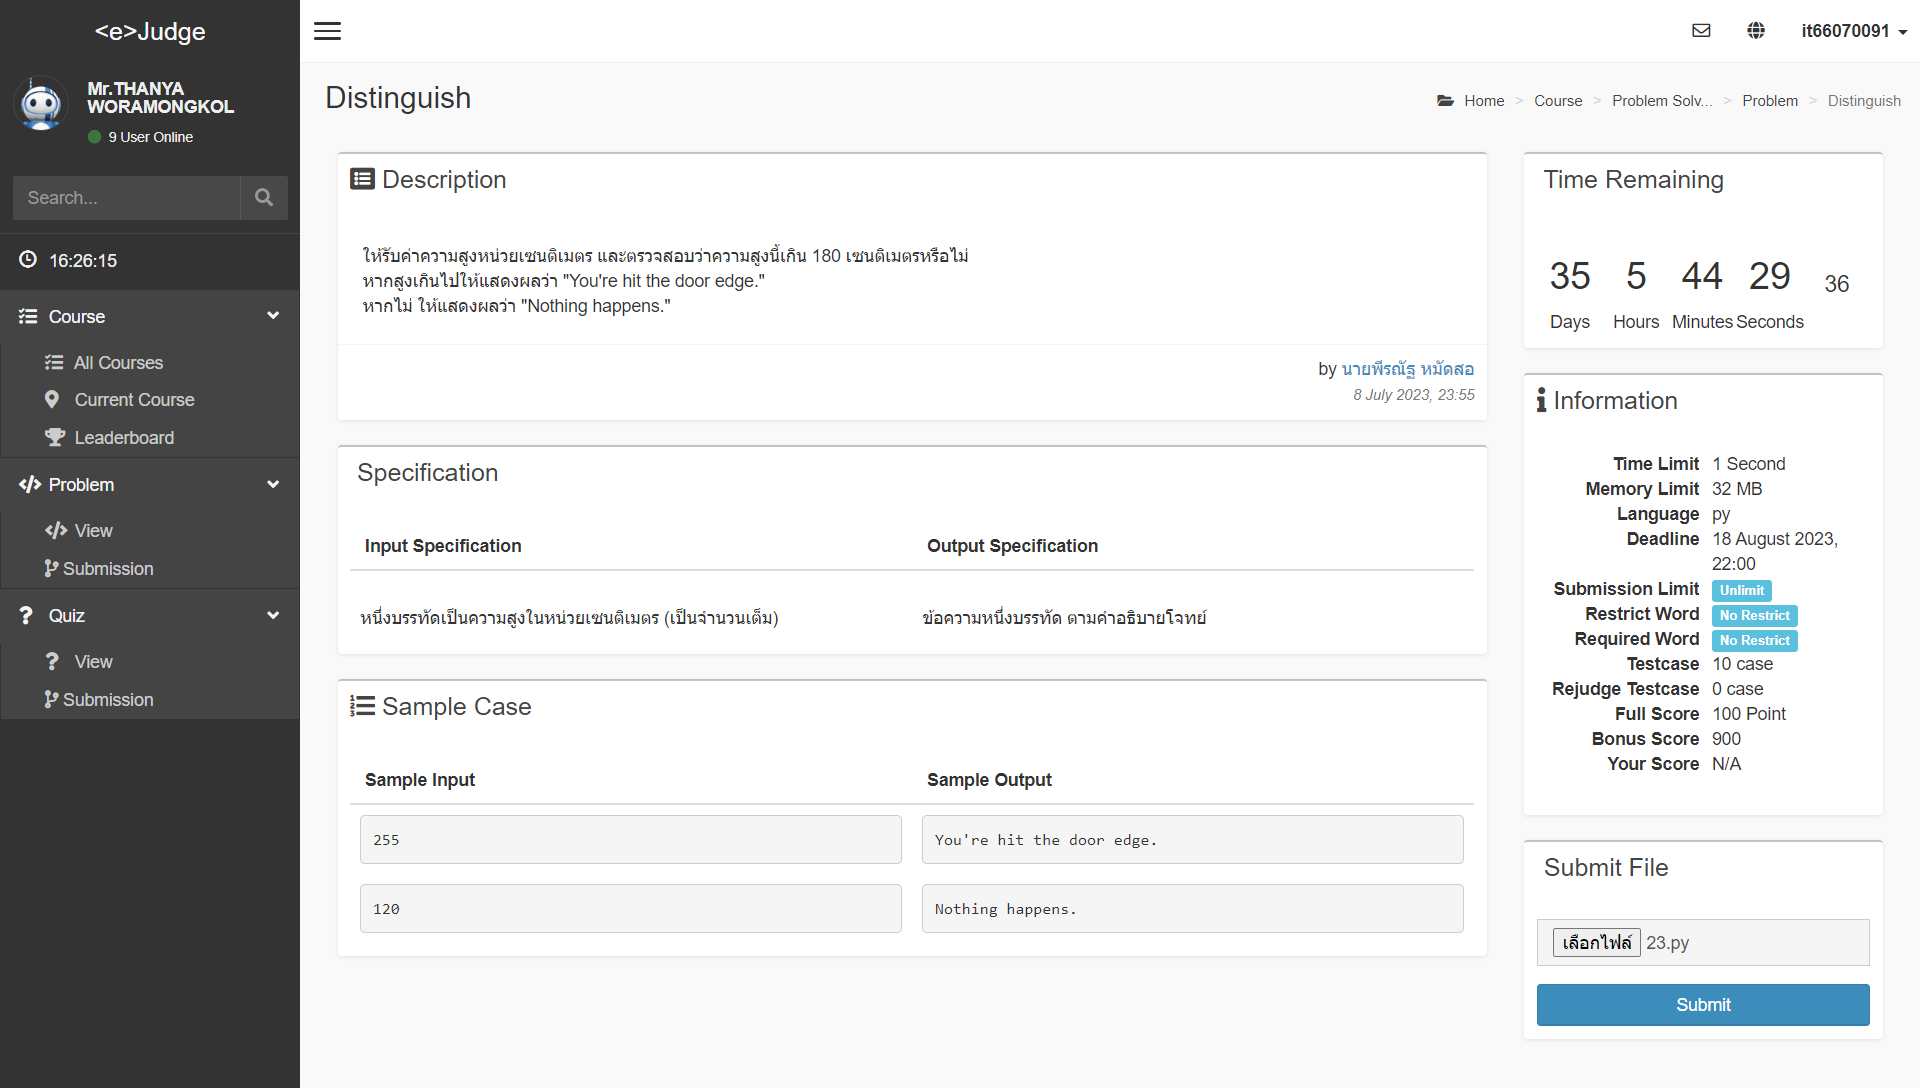 <e>Judge
Mr.THANYA
WORAMONGKOL
9 User Online
Search...
16:26:15
Course
All Courses
Current Course
Leaderboard
Problem
View
Submission
Quiz
View
Submission
it66070091
Distinguish
Home > Course > Problem Solv... > Problem > Distinguish
Description
ให้รับค่าความสูงหน่วยเซนติเมตร และตรวจสอบว่าความสูงนี้เกิน 180 เซนติเมตรหรือไม่
หากสูงเกินไปให้แสดงผลว่า "You're hit the door edge."
หากไม่ ให้แสดงผลว่า "Nothing happens."
by นายพีรณัฐ หมัดสอ
8 July 2023, 23:55
Specification
Input Specification
Output Specification
หนึ่งบรรทัดเป็นความสูงในหน่วยเซนติเมตร (เป็นจำนวนเต็ม)
ข้อความหนึ่งบรรทัด ตามคำอธิบายโจทย์
Sample Case
Sample Input
Sample Output
255
You're hit the door edge.
120
Nothing happens.
Time Remaining
35 5 44 29 36
Days Hours Minutes Seconds
Information
Time Limit 1 Second
Memory Limit 32 MB
Language py
Deadline 18 August 2023,
22:00
Submission Limit Unlimit
Restrict Word No Restrict
Required Word No Restrict
Testcase 10 case
Rejudge Testcase 0 case
Full Score 100 Point
Bonus Score 900
Your Score N/A
Submit File
เลือกไฟล์ 23.py
Submit